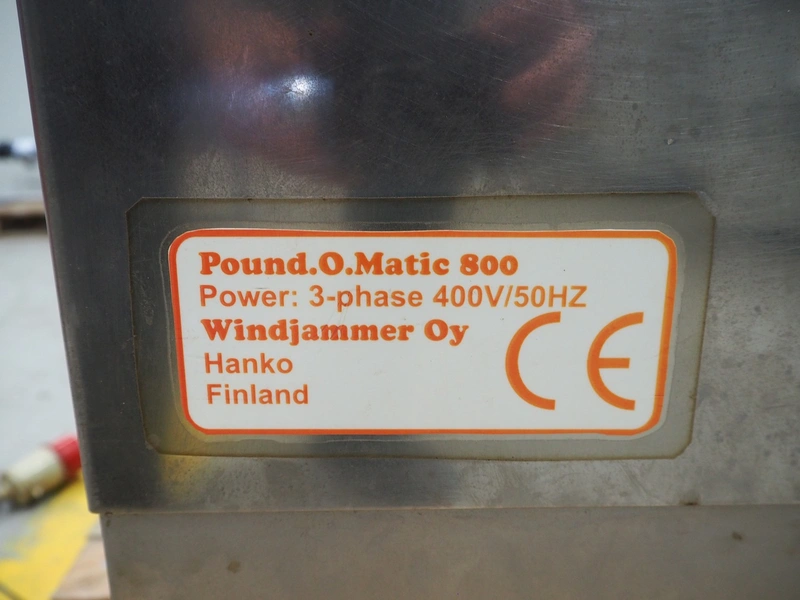 Pound.O.Matic 800
Power: 3-phase 400V/50HZ
Windjammer Oy
Hanko
Finland
CE